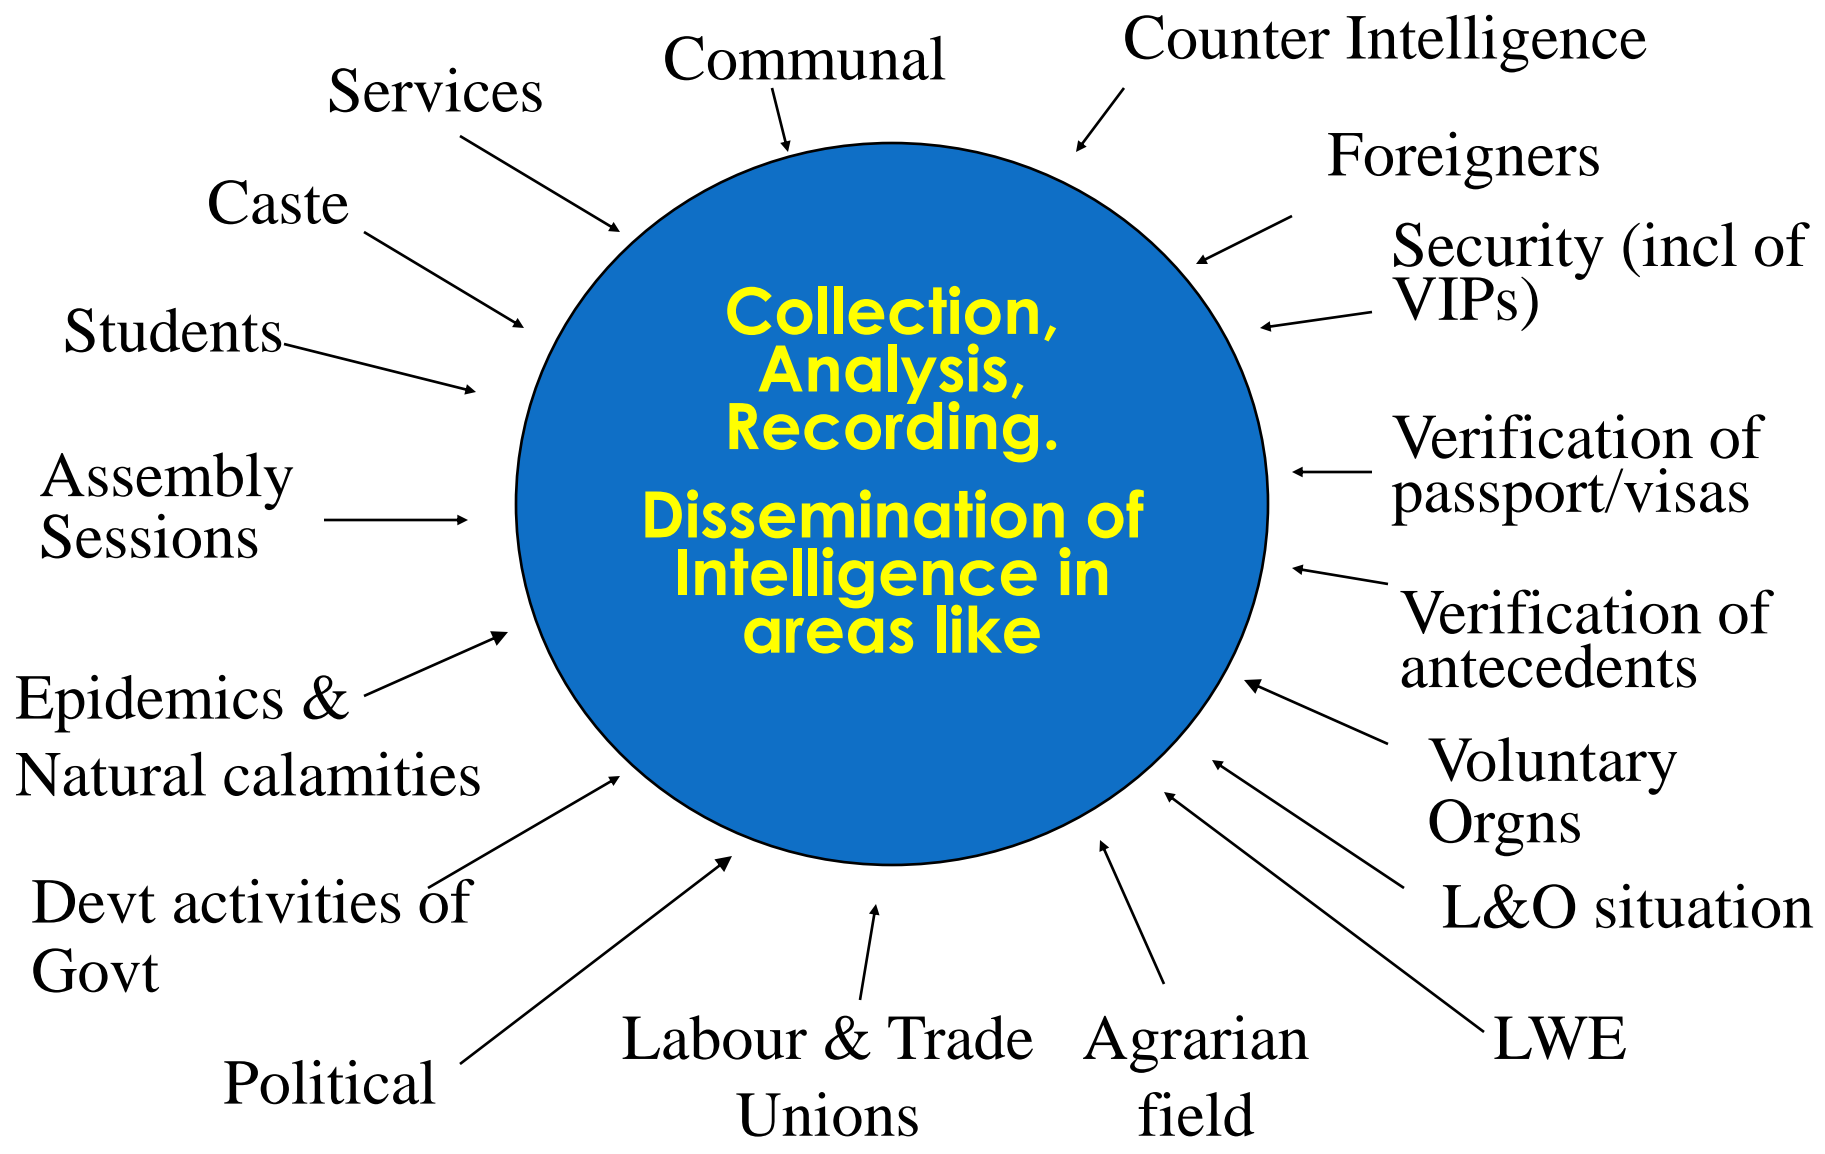 Communal
Counter Intelligence
Services
Foreigners
Caste
Security (incl of
VIPs)
Students
Collection,
Analysis,
Recording.
Dissemination of
Intelligence in
areas like
Verification of
passport/visas
Assembly
Sessions
Verification of
antecedents
Epidemics &
Natural calamities
Voluntary
Orgns
Devt activities of
Govt
L&O situation
Political
Labour & Trade
Unions
Agrarian
field
LWE